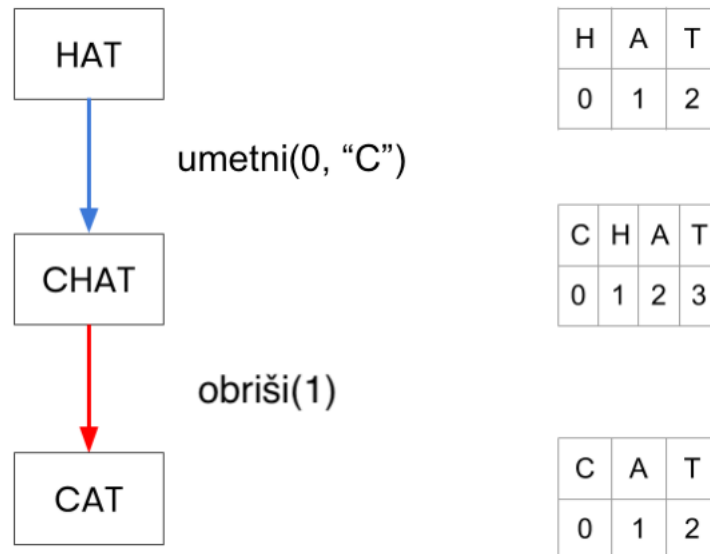 HAT
H A T
0 1 2
umetni(0, “C”)
CHAT
C H A T
0 1 2 3
obriši(1)
CAT
C A T
0 1 2